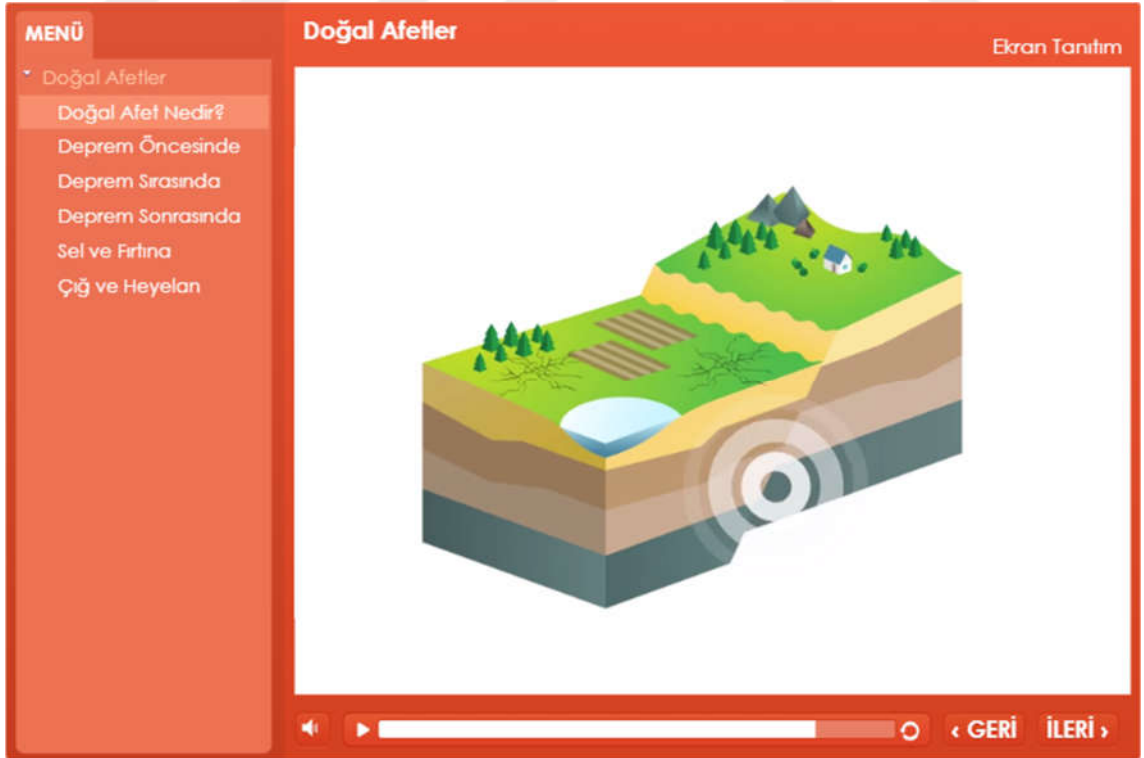 MENÜ
Doğal Afetler
Doğal Afet Nedir?
Deprem Öncesinde
Deprem Sırasında
Deprem Sonrasında
Sel ve Fırtına
Çığ ve Heyelan
Doğal Afetler
Ekran Tanıtım
‹ GERİ
İLERİ ›